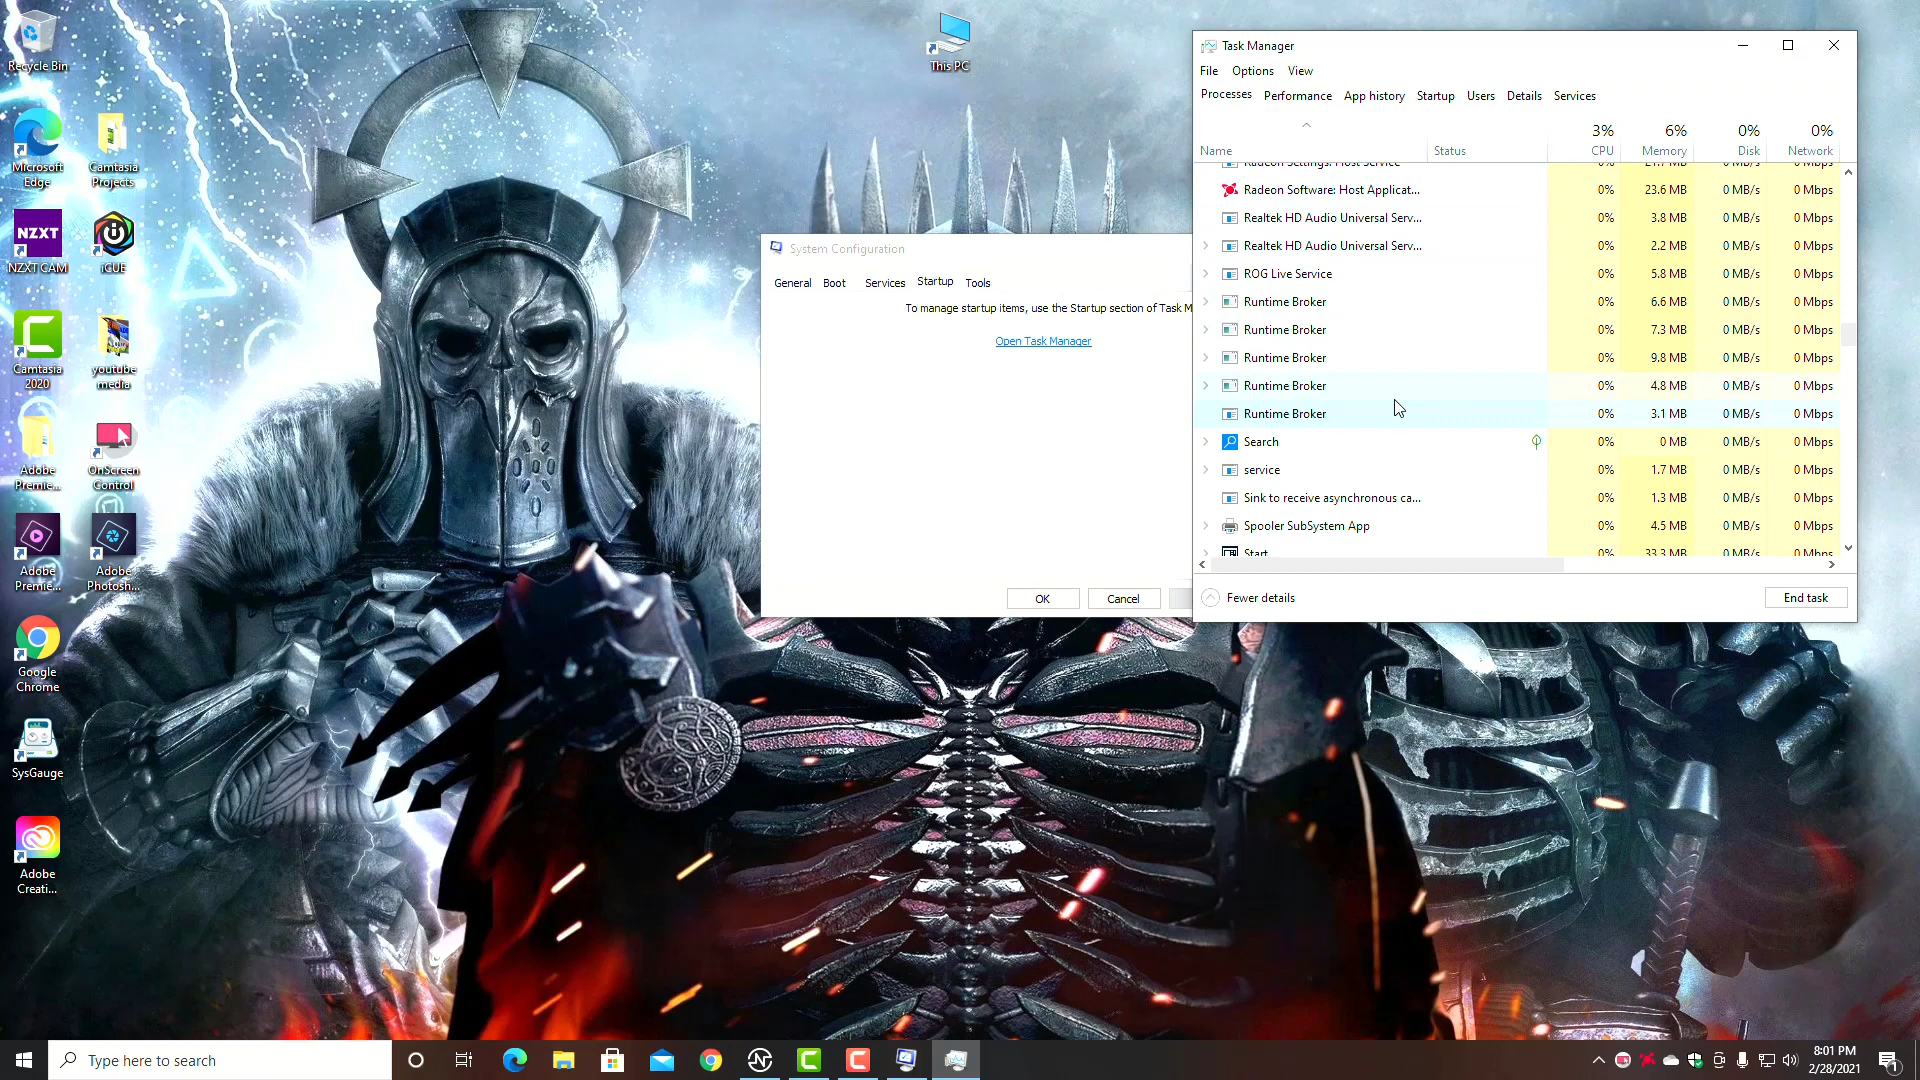 Recycle Bin
This PC
Microsoft
Edge
Camtasia
Projects
NZXT
NZXT CAM
iCUE
Camtasia
2020
youtube
media
Adobe
Premie...
OnScreen
Control
Adobe
Premie...
Adobe
Photosh...
Google
Chrome
SysGauge
Adobe
Creati...
System Configuration
General Boot Services Startup Tools
To manage startup items, use the Startup section of Task M
Open Task Manager
OK Cancel
Task Manager
File Options View
Processes Performance App history Startup Users Details Services
3% 6% 0% 0%
Name Status CPU Memory Disk Network
Radeon Settings: Host Service 0% 21.7 MB 0 MB/s 0 Mbps
Radeon Software: Host Applicat... 0% 23.6 MB 0 MB/s 0 Mbps
Realtek HD Audio Universal Serv... 0% 3.8 MB 0 MB/s 0 Mbps
Realtek HD Audio Universal Serv... 0% 2.2 MB 0 MB/s 0 Mbps
ROG Live Service 0% 5.8 MB 0 MB/s 0 Mbps
Runtime Broker 0% 6.6 MB 0 MB/s 0 Mbps
Runtime Broker 0% 7.3 MB 0 MB/s 0 Mbps
Runtime Broker 0% 9.8 MB 0 MB/s 0 Mbps
Runtime Broker 0% 4.8 MB 0 MB/s 0 Mbps
Runtime Broker 0% 3.1 MB 0 MB/s 0 Mbps
Search 0% 0 MB 0 MB/s 0 Mbps
service 0% 1.7 MB 0 MB/s 0 Mbps
Sink to receive asynchronous ca... 0% 1.3 MB 0 MB/s 0 Mbps
Spooler SubSystem App 0% 4.5 MB 0 MB/s 0 Mbps
Start 0% 33.3 MB 0 MB/s 0 Mbps
Fewer details End task
Type here to search
8:01 PM
2/28/2021
1